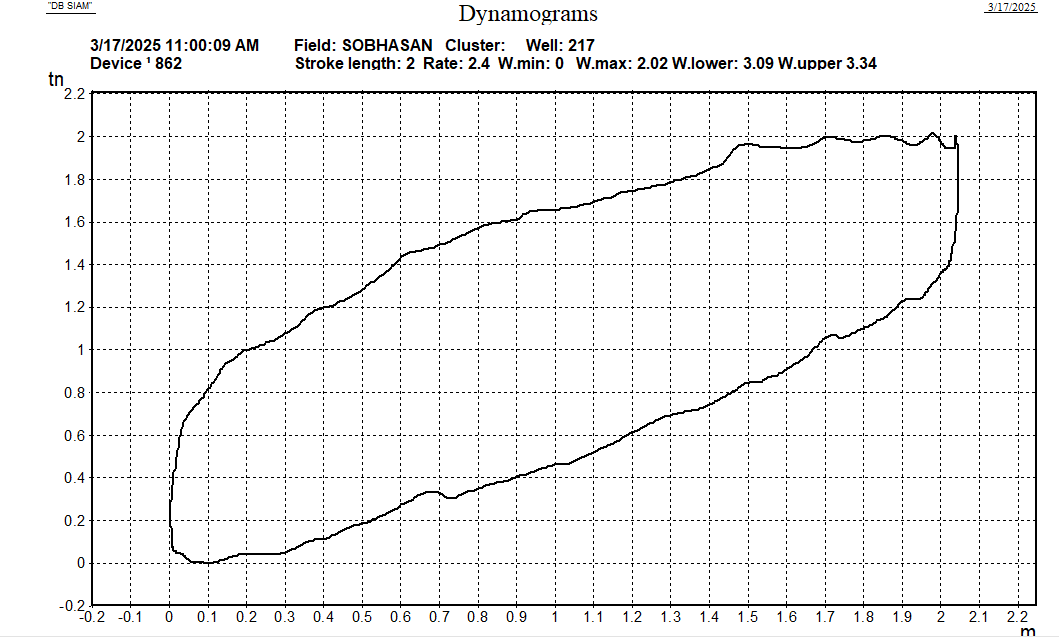 "DB SIAM"
Dynamograms
3/17/2025
3/17/2025 11:00:09 AM Field: SOBHASAN Cluster: Well: 217
Device ¹ 862 Stroke length: 2 Rate: 2.4 W.min: 0 W.max: 2.02 W.lower: 3.09 W.upper 3.34
tn
2.2
2
1.8
1.6
1.4
1.2
1
0.8
0.6
0.4
0.2
0
-0.2
-0.2 -0.1 0 0.1 0.2 0.3 0.4 0.5 0.6 0.7 0.8 0.9 1 1.1 1.2 1.3 1.4 1.5 1.6 1.7 1.8 1.9 2 2.1 2.2
m